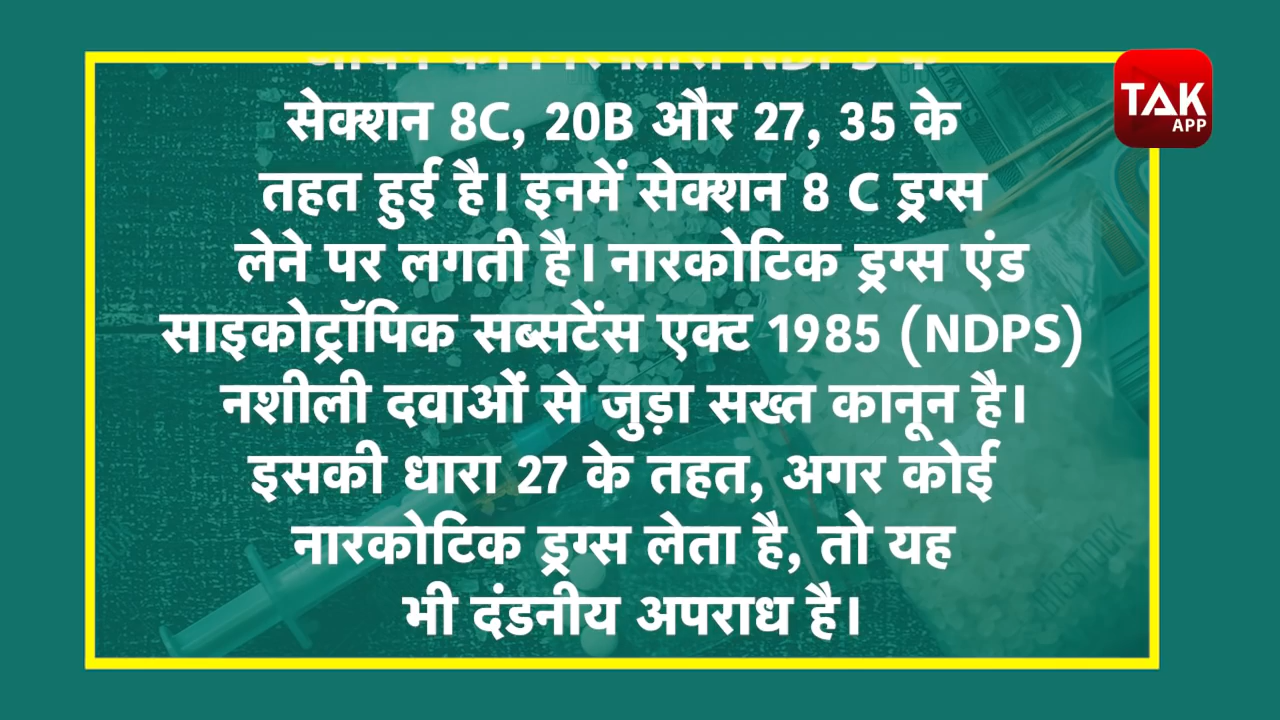 सेक्शन 8C, 20B और 27, 35 के
तहत हुई है। इनमें सेक्शन 8 C ड्रग्स
लेने पर लगती है। नारकोटिक ड्रग्स एंड
साइकोट्रॉपिक सब्सटेंस एक्ट 1985 (NDPS)
नशीली दवाओं से जुड़ा सख्त कानून है।
इसकी धारा 27 के तहत, अगर कोई
नारकोटिक ड्रग्स लेता है, तो यह
भी दंडनीय अपराध है।
TAK
APP
BIGSTOCK